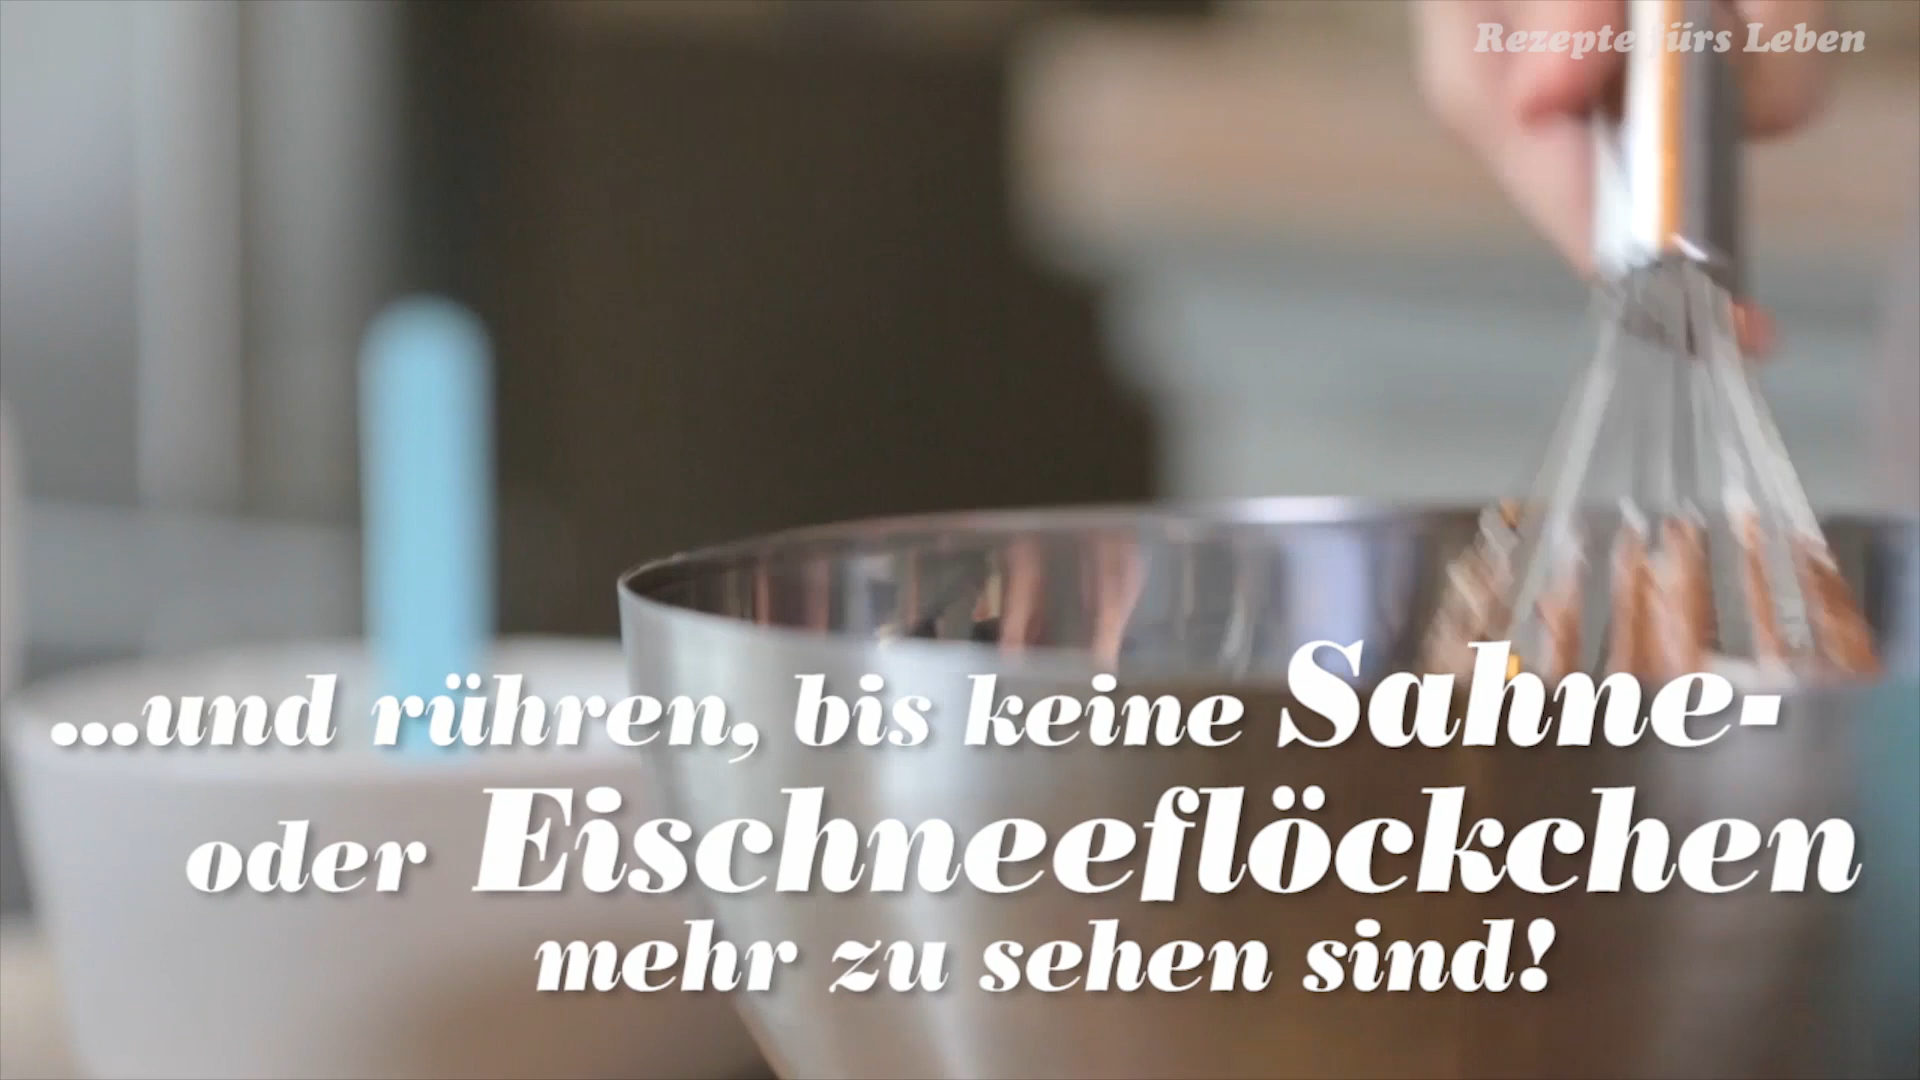 Rezepte fürs Leben
...und rühren, bis keine Sahne-
oder Eischneeflöckchen
mehr zu sehen sind!